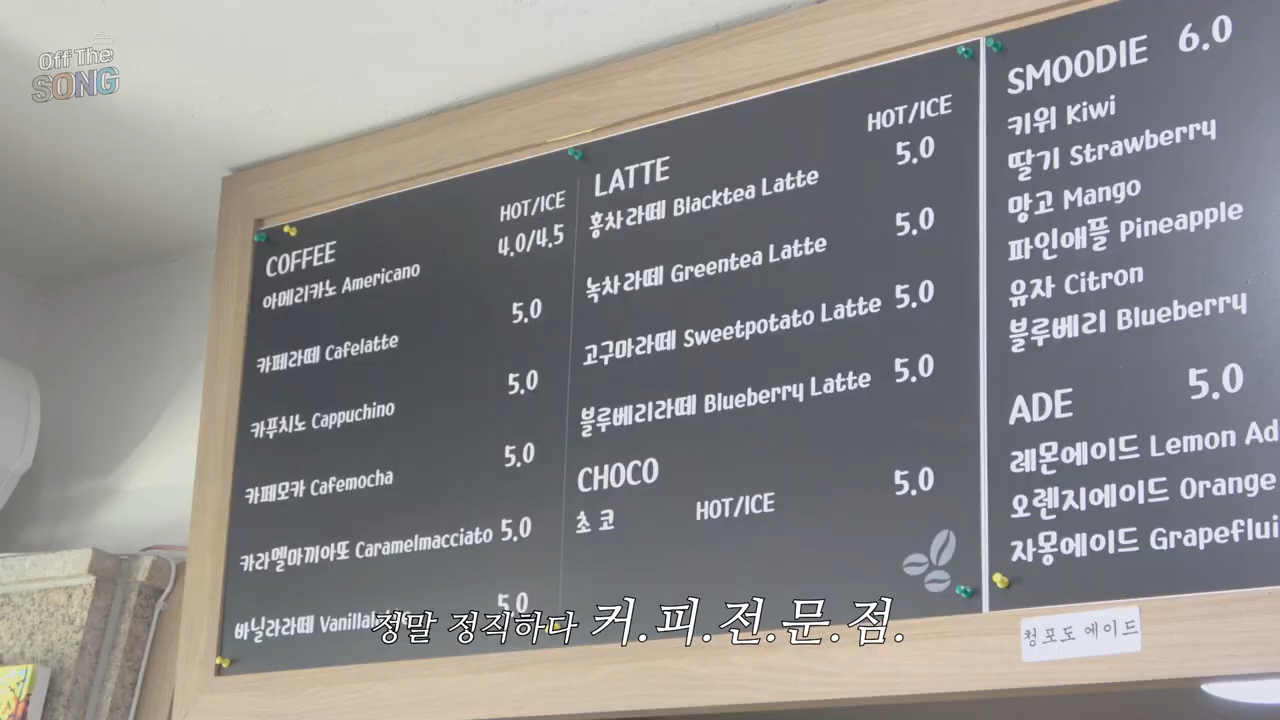 Off The
SONG
COFFEE HOT/ICE
아메리카노 Americano 4.0/4.5
카페라떼 Cafelatte 5.0
카푸치노 Cappuchino 5.0
카페모카 Cafemocha 5.0
카라멜마끼아또 Caramelmacciato 5.0
바닐라라떼 5.0
LATTE HOT/ICE
홍차라떼 Blacktea Latte 5.0
녹차라떼 Greentea Latte 5.0
고구마라떼 Sweetpotato Latte 5.0
블루베리라떼 Blueberry Latte 5.0
CHOCO
초코 HOT/ICE 5.0
SMOODIE 6.0
키위 Kiwi
딸기 Strawberry
망고 Mango
파인애플 Pineapple
유자 Citron
블루베리 Blueberry
ADE 5.0
레몬에이드 Lemon Ad
오렌지에이드 Orange
자몽에이드 Grapeflui
청포도 에이드
정말 정직하다 커.피.전.문.점.